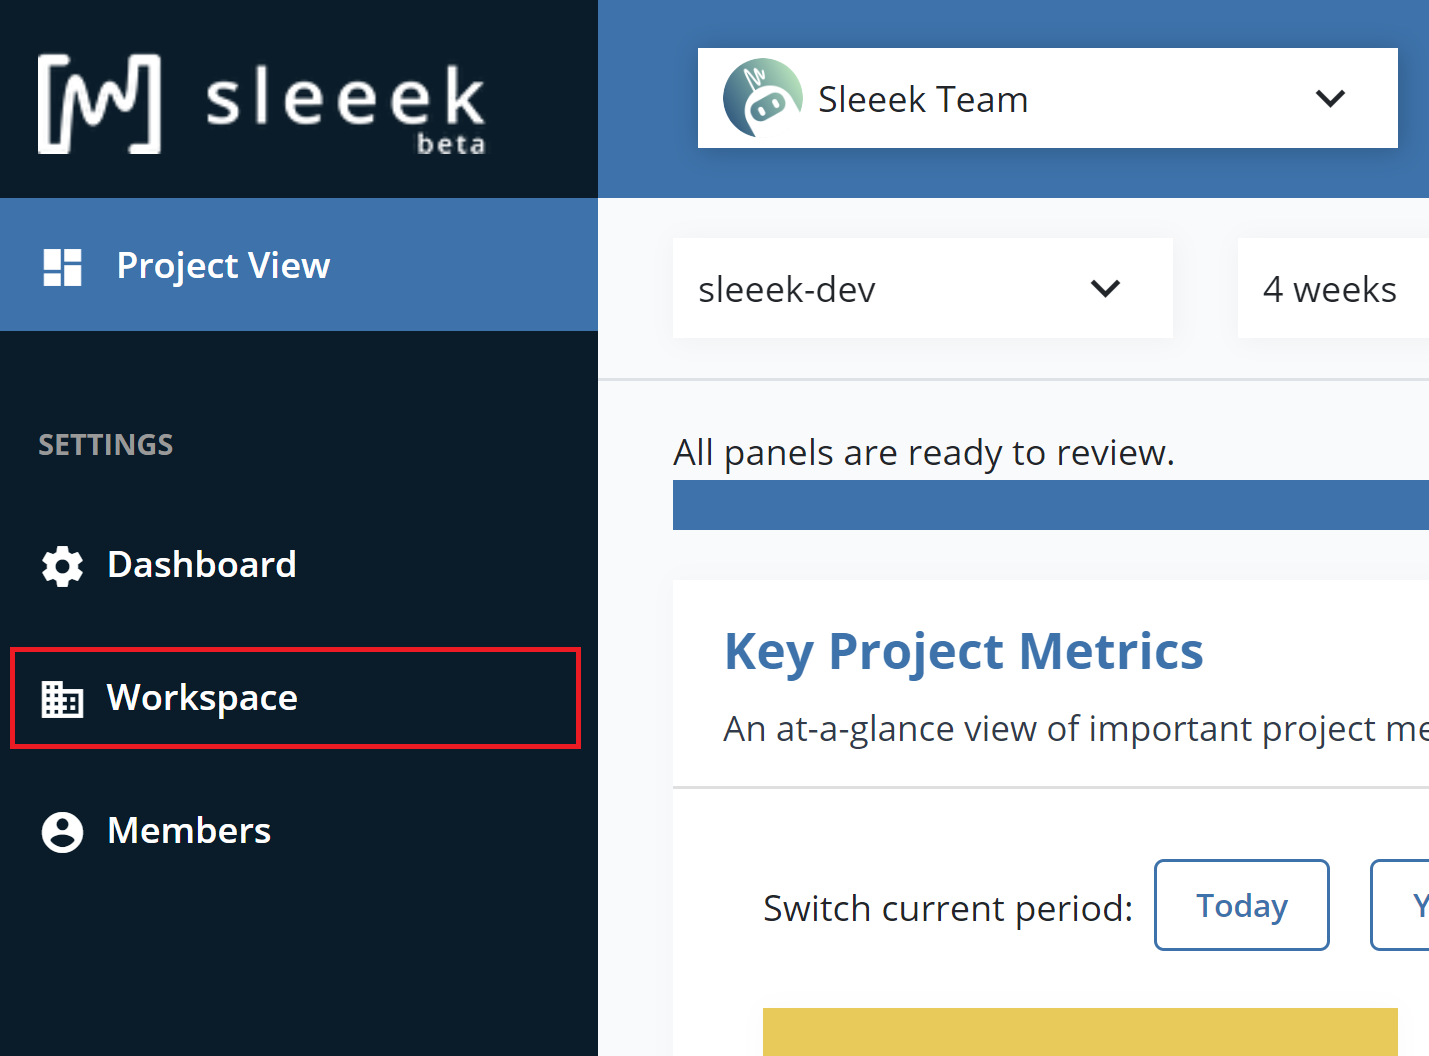 sleeek
beta
Sleeek Team
Project View
sleeek-dev
4 weeks
SETTINGS
All panels are ready to review.
Dashboard
Key Project Metrics
Workspace
An at-a-glance view of important project
Members
Switch current period:
Today